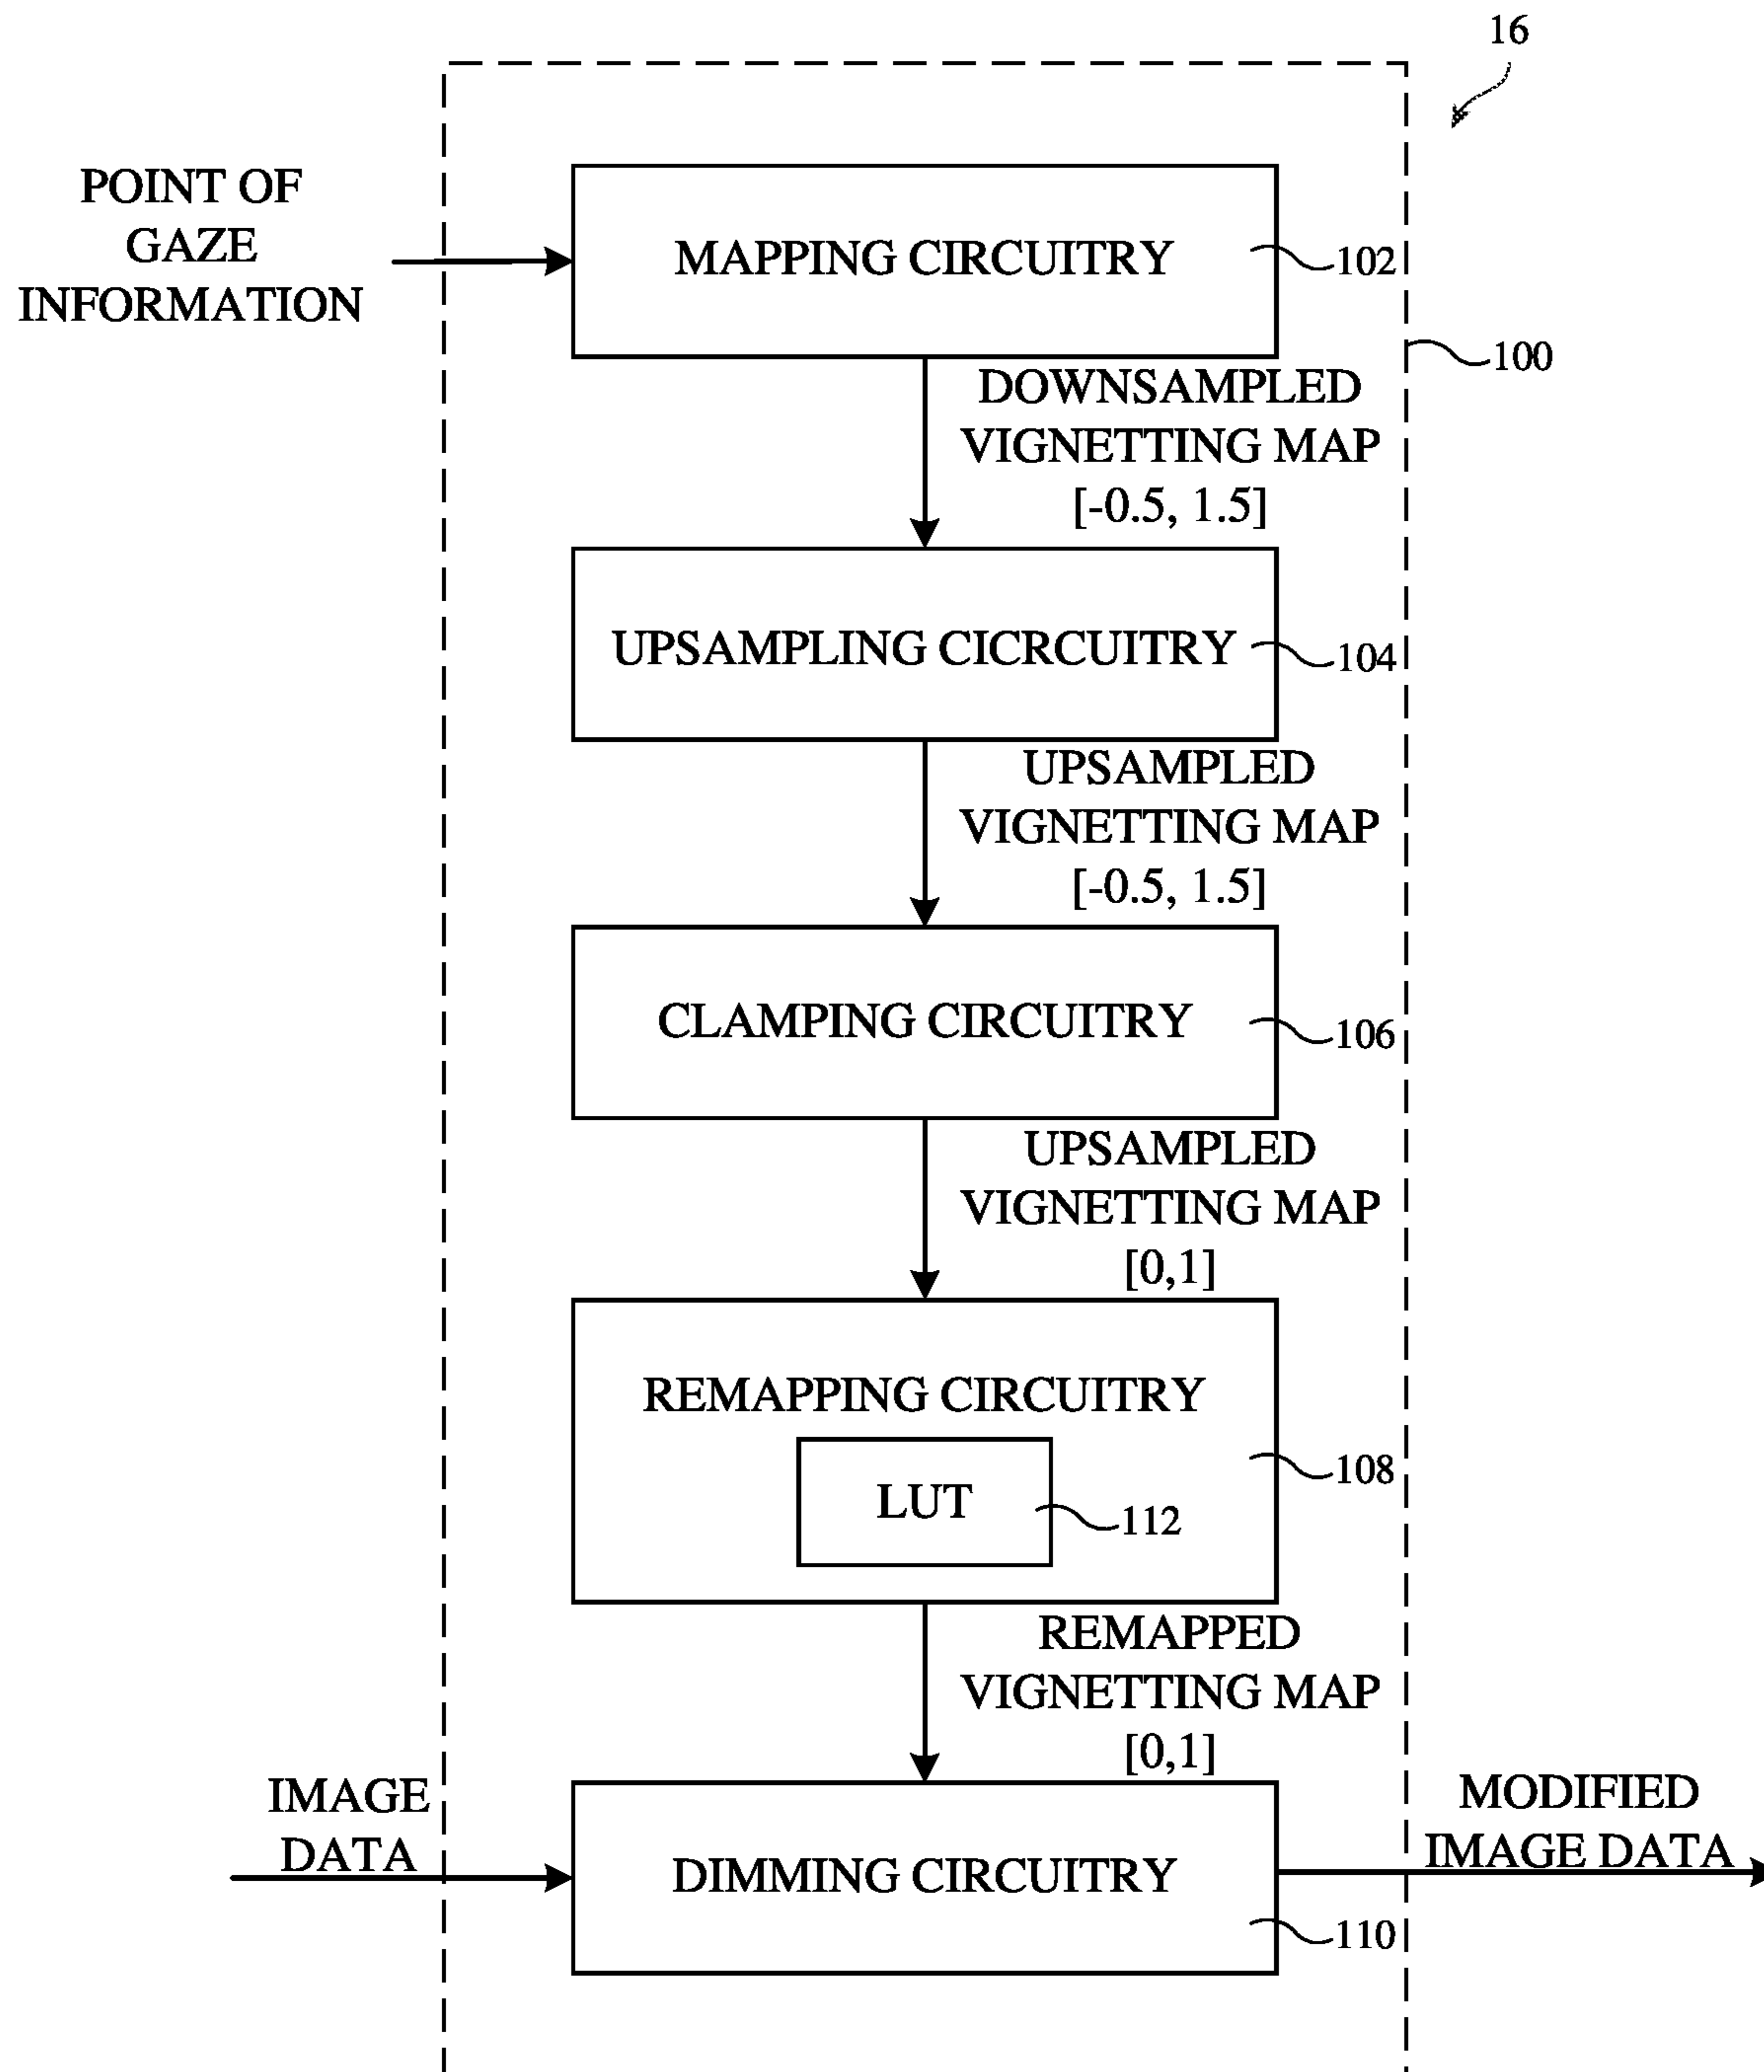 16
POINT OF
GAZE
INFORMATION
MAPPING CIRCUITRY
102
100
DOWNSAMPLED
VIGNETTING MAP
[-0.5, 1.5]
UPSAMPLING CICRCUITRY
104
UPSAMPLED
VIGNETTING MAP
[-0.5, 1.5]
CLAMPING CIRCUITRY
106
UPSAMPLED
VIGNETTING MAP
[0,1]
REMAPPING CIRCUITRY
108
LUT
112
REMAPPED
VIGNETTING MAP
[0,1]
IMAGE
DATA
DIMMING CIRCUITRY
110
MODIFIED
IMAGE DATA